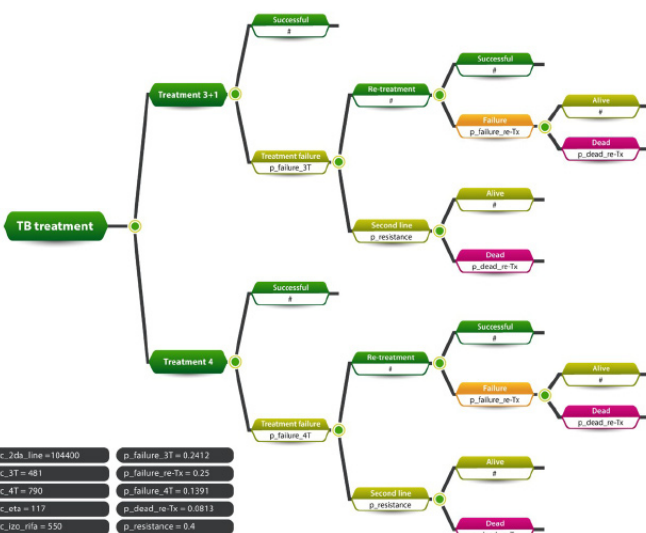 Successful
#
Treatment 3+1
Treatment failure
p_failure_3T
Re-treatment
#
Successful
#
Failure
p_failure_re-Tx
Alive
#
Dead
p_dead_re-Tx
Second line
p_resistance
Alive
#
Dead
p_dead_re-Tx
TB treatment
Successful
#
Treatment 4
Treatment failure
p_failure_4T
Re-treatment
#
Successful
#
Failure
p_failure_re-Tx
Alive
#
Dead
p_dead_re-Tx
Second line
p_resistance
Alive
#
Dead
c_2da_line =104400
c_3T = 481
c_4T = 790
c_eta = 117
c_izo_rifa = 550
p_failure_3T = 0.2412
p_failure_re-Tx = 0.25
p_failure_4T = 0.1391
p_dead_re-Tx = 0.0813
p_resistance = 0.4